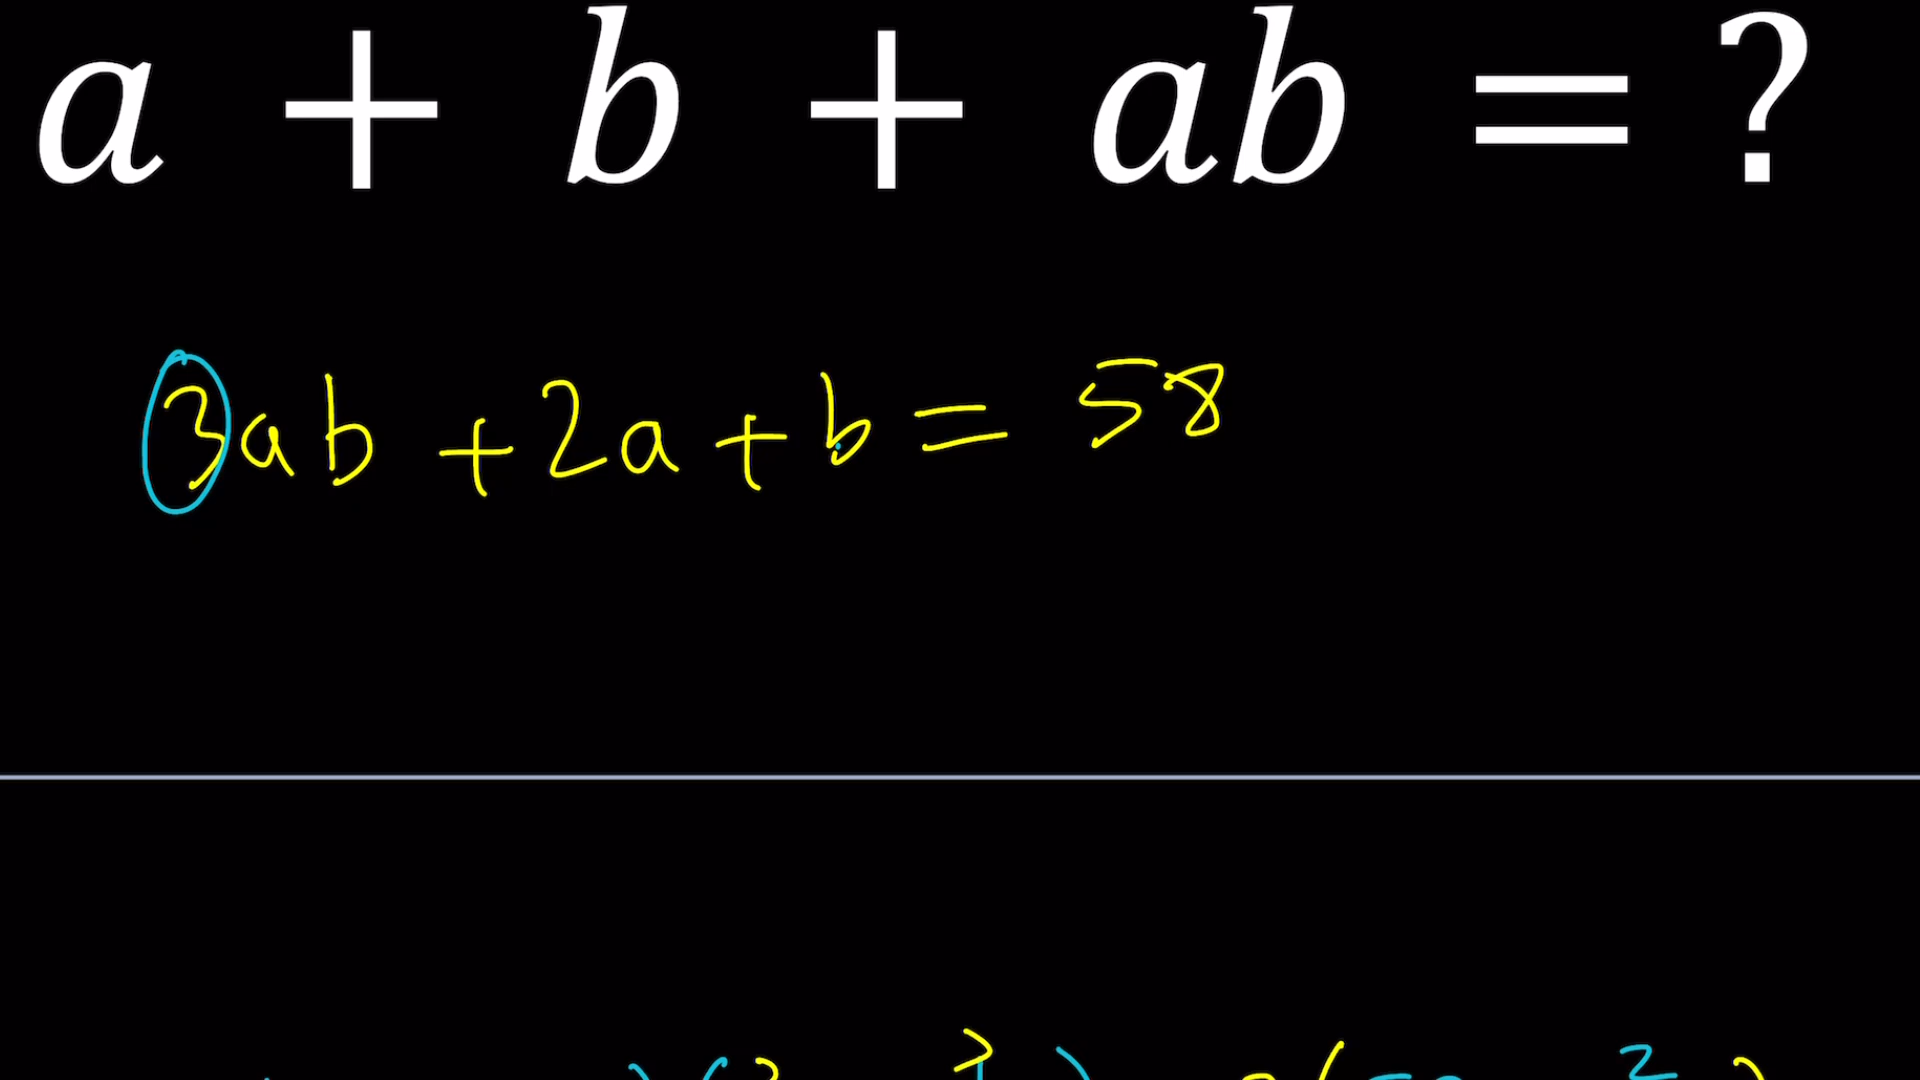 a + b + ab = ?
3ab + 2a + b = 58